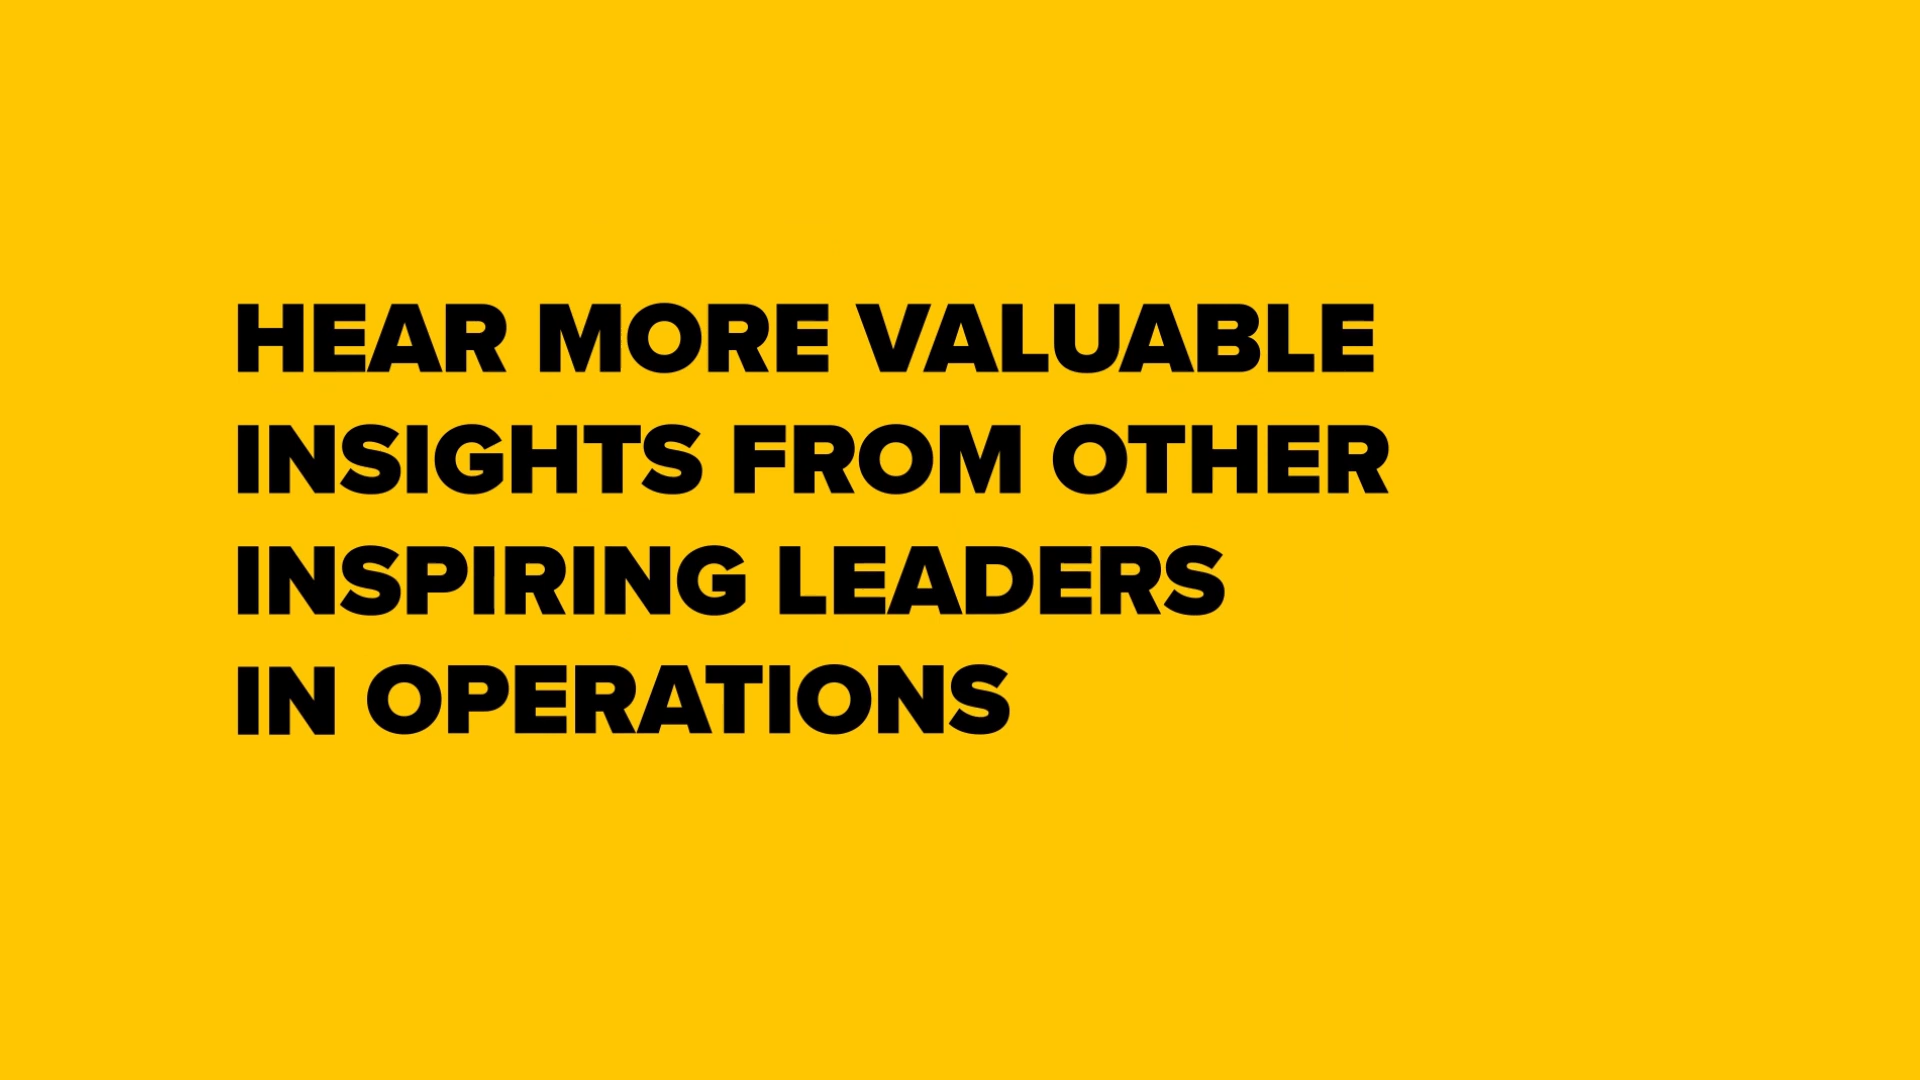 HEAR MORE VALUABLE
INSIGHTS FROM OTHER
INSPIRING LEADERS
IN OPERATIONS